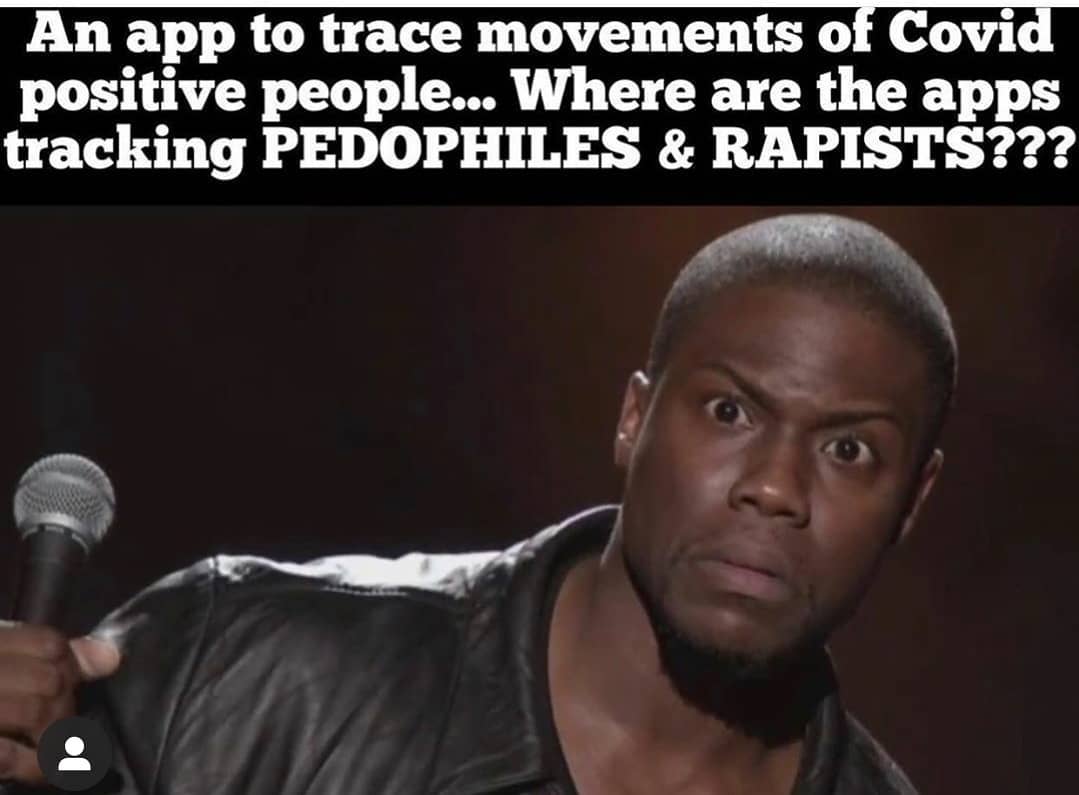 An app to trace movements of Covid
positive people... Where are the apps
tracking PEDOPHILES & RAPISTS???